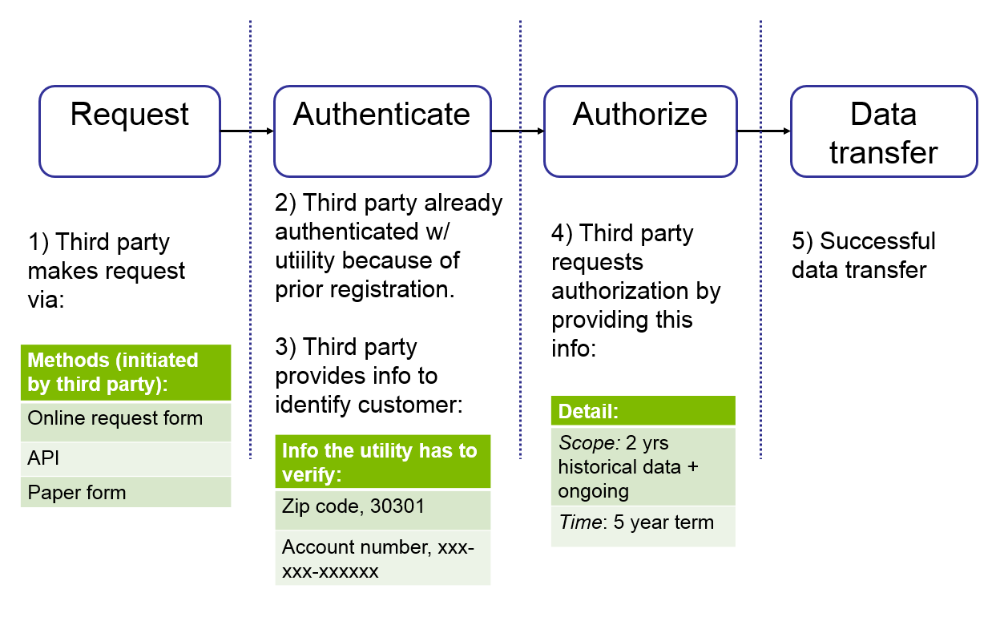 Request
Authenticate
Authorize
Data
transfer
1) Third party
makes request
via:
Methods (initiated
by third party):
Online request form
API
Paper form
2) Third party already
authenticated w/
utiility because of
prior registration.
3) Third party
provides info to
identify customer:
Info the utility has to
verify:
Zip code, 30301
Account number, xxx-
xxx-xxxxxx
4) Third party
requests
authorization by
providing this
info:
Detail:
Scope: 2 yrs
historical data +
ongoing
Time: 5 year term
5) Successful
data transfer